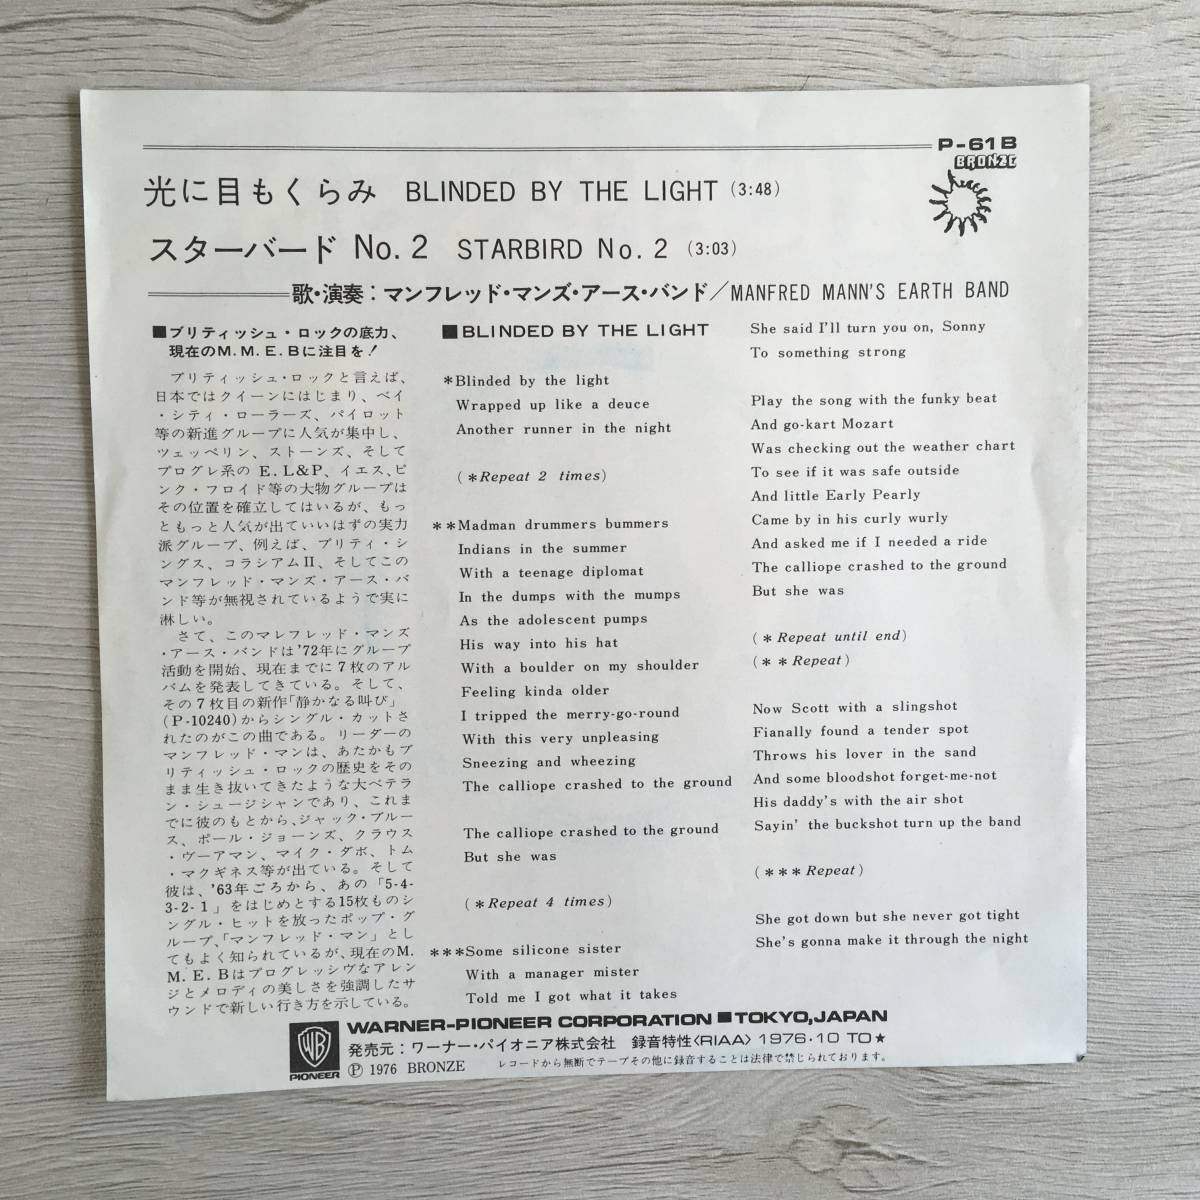 P-61B
BRONZE
光に目もくらみ BLINDED BY THE LIGHT (3:48)
スターバード No. 2 STARBIRD No. 2 (3:03)
歌・演奏：マンフレッド・マンズ・アース・バンド／MANFRED MANN'S EARTH BAND
■ブリティッシュ・ロックの底力、
現在のM. M. E. Bに注目を！
ブリティッシュ・ロックと言えば、
日本ではクイーンにはじまり、ベイ
・シティ・ローラーズ、パイロット
等の新進グループに人気が集中し、
ツェッペリン、ストーンズ、そして
プログレ系の E. L&P、イエス、ピ
ンク・フロイド等の大物グループは
その位置を確立してはいるが、もっ
ともっと人気が出ていいはずの実力
派グループ、例えば、プリティ・シ
ングス、コラシアムII、そしてこの
マンフレッド・マンズ・アース・バ
ンド等が無視されているようで実に
淋しい。
さて、このマレフレッド・マンズ
・アース・バンドは'72年にグループ
活動を開始、現在までに7枚のアル
バムを発表してきている。そして、
その7枚目の新作「静かなる叫び」
(P-10240)からシングル・カットさ
れたのがこの曲である。リーダーの
マンフレッド・マンは、あたかもブ
リティッシュ・ロックの歴史をその
まま生き抜いてきたような大ベテラ
ン・シュージシャンであり、これま
でに彼のもとから、ジャック・ブルー
ス、ポール・ジョーンズ、クラウス
・ヴーアマン、マイク・ダボ、トム
・マクギネス等が出ている。そして
彼は、'63年ごろから、あの「5-4-
3-2-1」をはじめとする15枚ものシ
ングル・ヒットを放ったポップ・グ
ループ、「マンフレッド・マン」とし
てもよく知られているが、現在のM.
M. E. Bはプログレッシヴなアレン
ジとメロディの美しさを強調したサ
ウンドで新しい行き方を示している。
■BLINDED BY THE LIGHT
*Blinded by the light
Wrapped up like a deuce
Another runner in the night
(*Repeat 2 times)
**Madman drummers bummers
Indians in the summer
With a teenage diplomat
In the dumps with the mumps
As the adolescent pumps
His way into his hat
With a boulder on my shoulder
Feeling kinda older
I tripped the merry-go-round
With this very unpleasing
Sneezing and wheezing
The calliope crashed to the ground
The calliope crashed to the ground
But she was
(*Repeat 4 times)
***Some silicone sister
With a manager mister
Told me I got what it takes
She said I'll turn you on, Sonny
To something strong
Play the song with the funky beat
And go-kart Mozart
Was checking out the weather chart
To see if it was safe outside
And little Early Pearly
Came by in his curly wurly
And asked me if I needed a ride
The calliope crashed to the ground
But she was
(*Repeat until end)
(**Repeat)
Now Scott with a slingshot
Fianally found a tender spot
Throws his lover in the sand
And some bloodshot forget-me-not
His daddy's with the air shot
Sayin' the buckshot turn up the band
(***Repeat)
She got down but she never got tight
She's gonna make it through the night
WB
PIONEER
WARNER-PIONEER CORPORATION ■ TOKYO, JAPAN
発売元：ワーナー・パイオニア株式会社 録音特性〈RIAA〉1976・10 TO★
Ⓟ 1976 BRONZE レコードから無断でテープその他に録音することは法律で禁じられております。